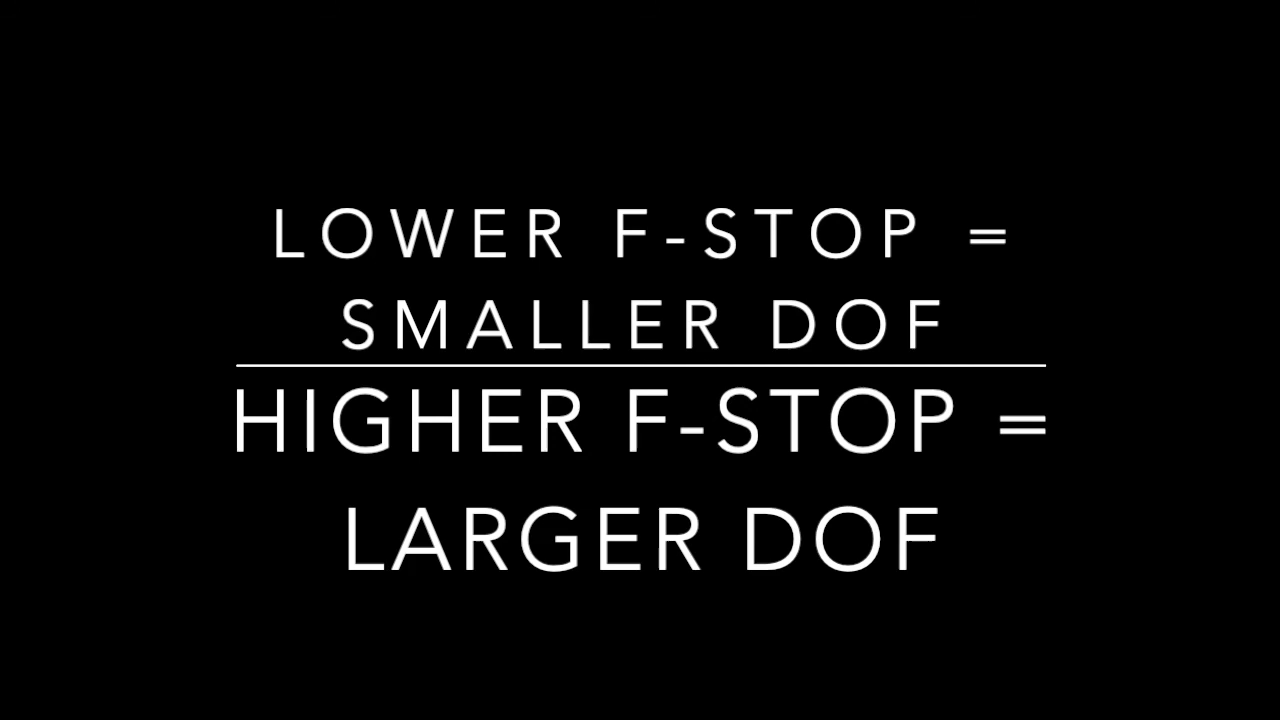 LOWER F-STOP =
SMALLER DOF
HIGHER F-STOP =
LARGER DOF